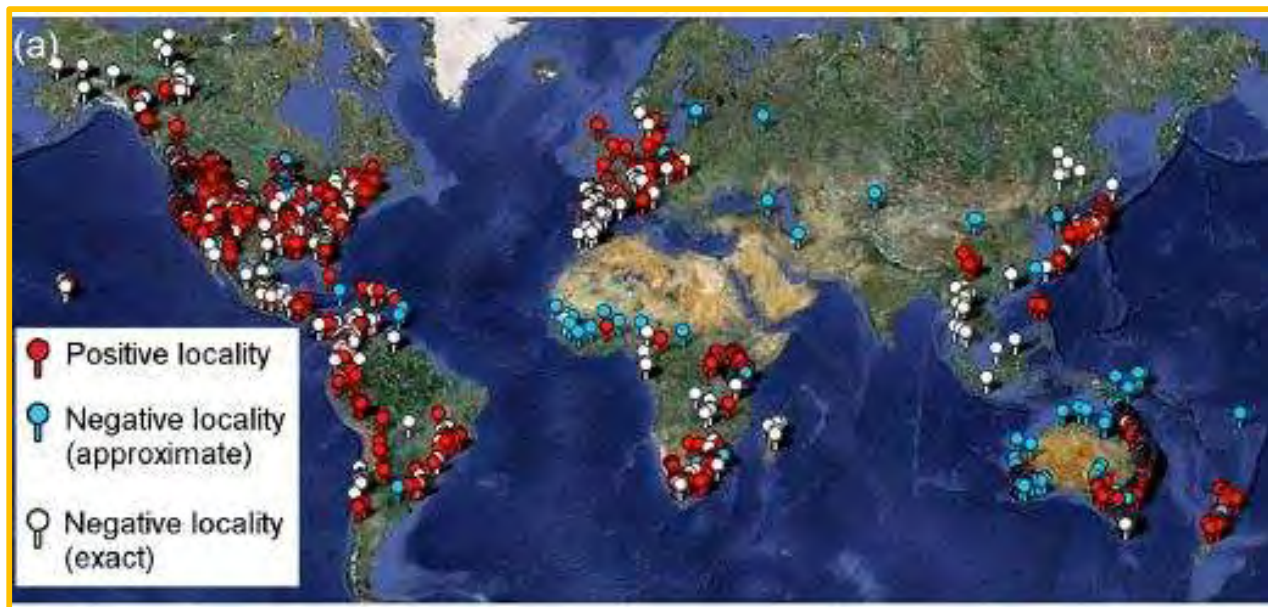 (a)
Positive locality
Negative locality
(approximate)
Negative locality
(exact)